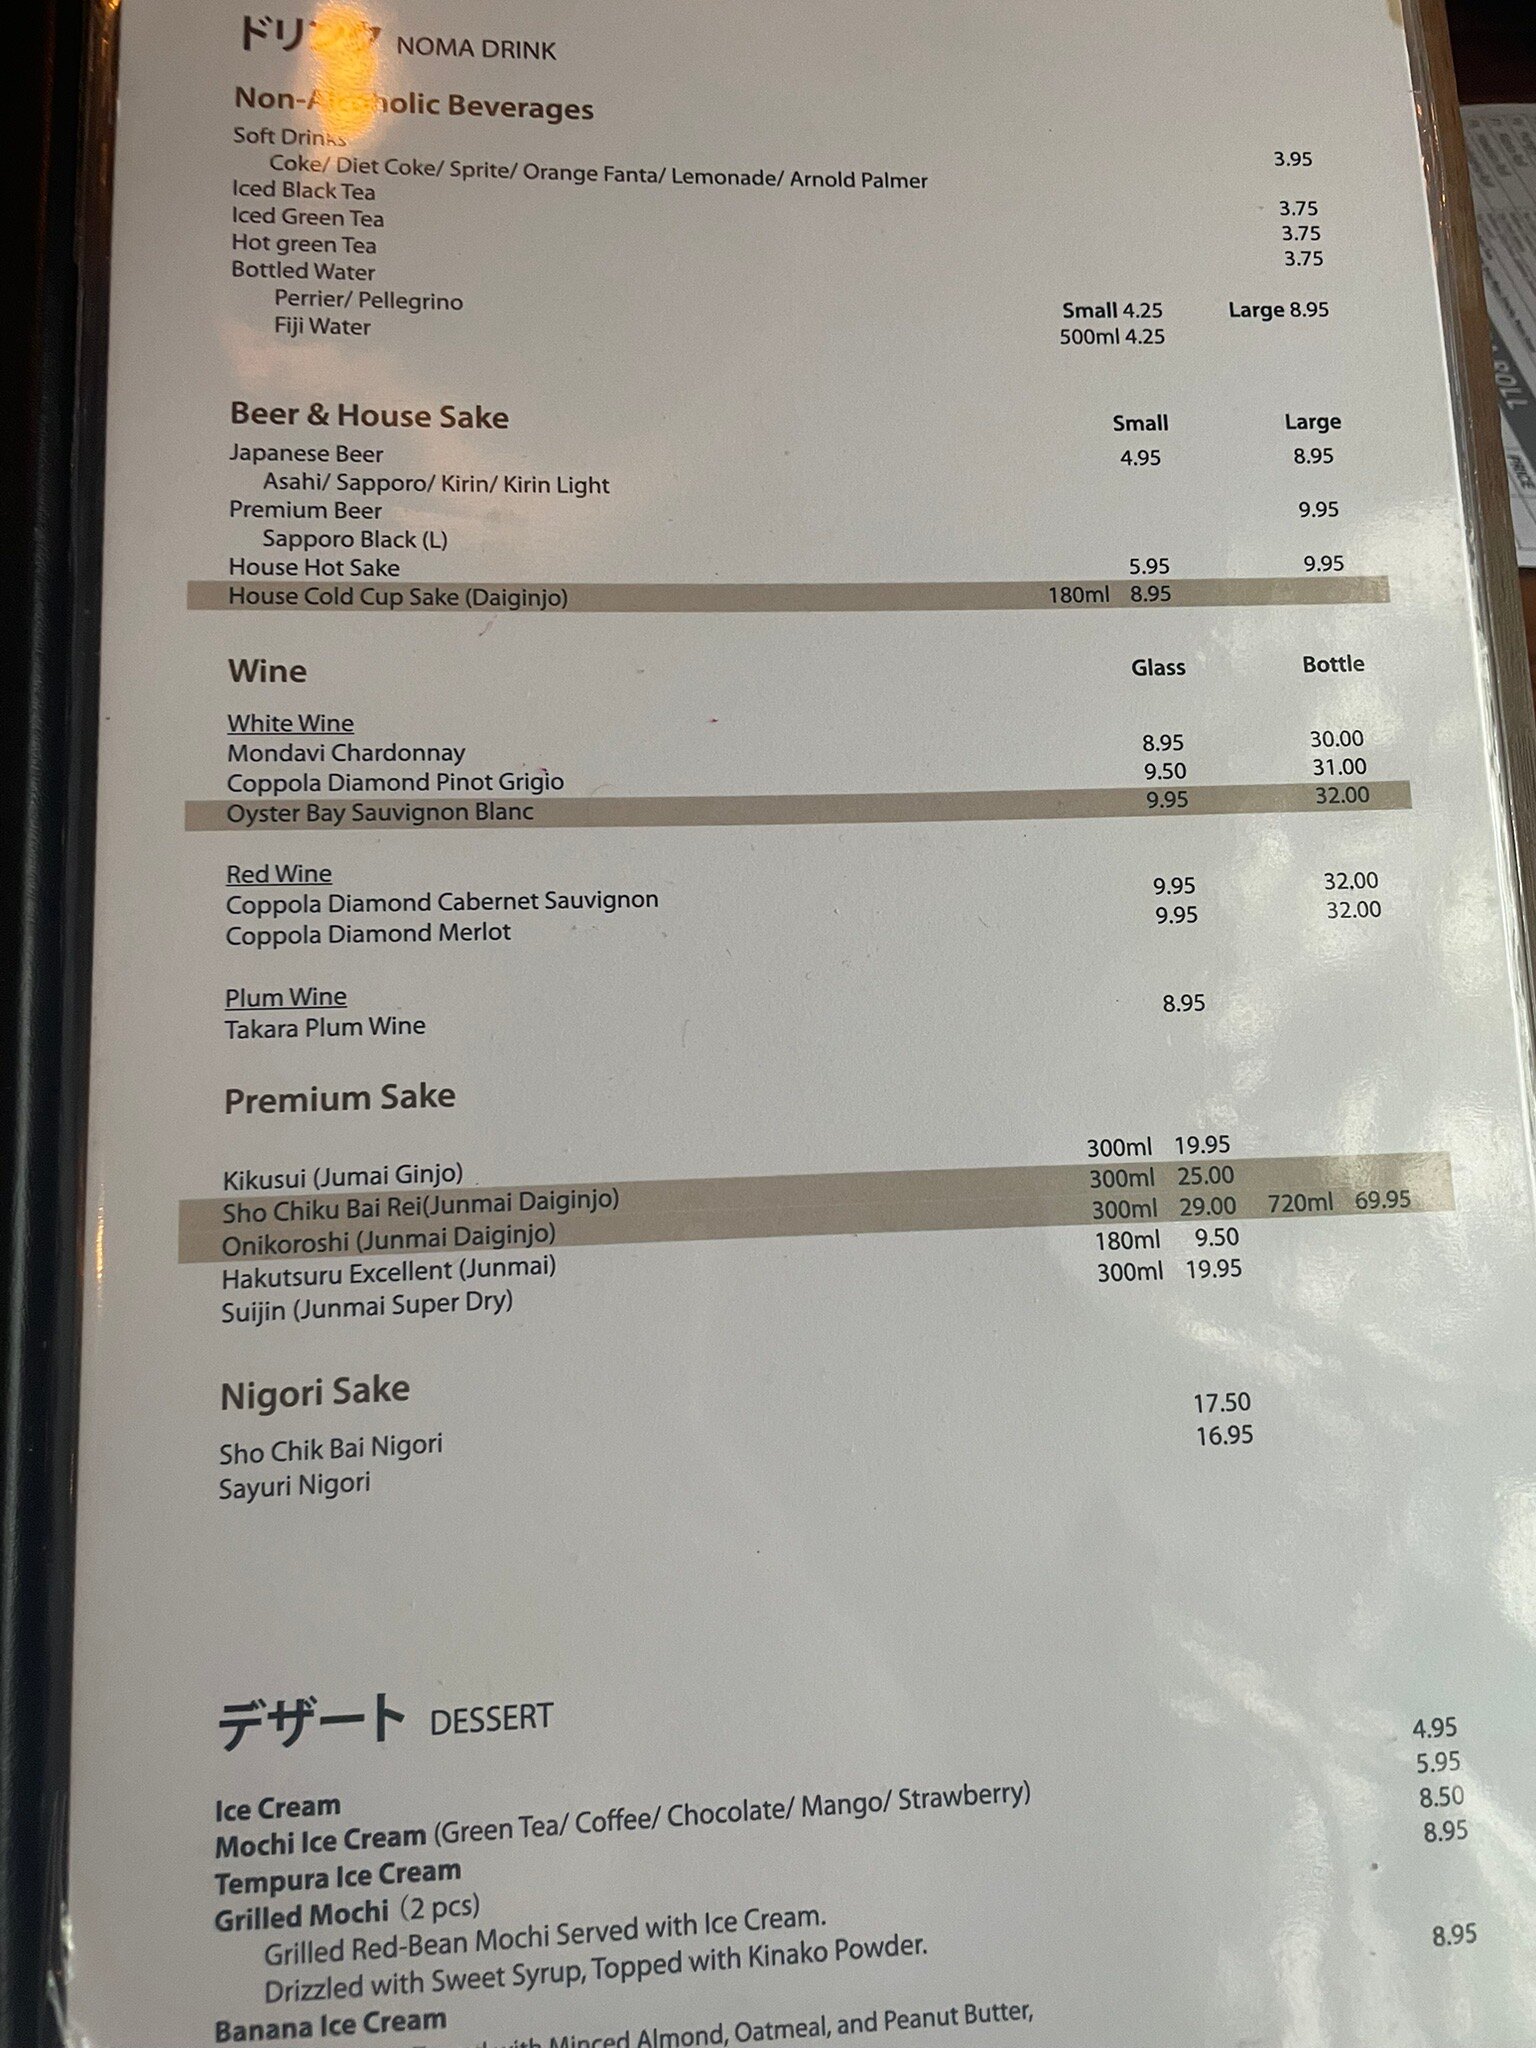 ドリンク NOMA DRINK
Non-Alcoholic Beverages
Soft Drinks
Coke/ Diet Coke/ Sprite/ Orange Fanta/ Lemonade/ Arnold Palmer 3.95
Iced Black Tea 3.75
Iced Green Tea 3.75
Hot green Tea 3.75
Bottled Water
Perrier/ Pellegrino Small 4.25 Large 8.95
Fiji Water 500ml 4.25
Beer & House Sake Small Large
Japanese Beer 4.95 8.95
Asahi/ Sapporo/ Kirin/ Kirin Light
Premium Beer 9.95
Sapporo Black (L)
House Hot Sake 5.95 9.95
House Cold Cup Sake (Daiginjo) 180ml 8.95
Wine Glass Bottle
White Wine
Mondavi Chardonnay 8.95 30.00
Coppola Diamond Pinot Grigio 9.50 31.00
Oyster Bay Sauvignon Blanc 9.95 32.00
Red Wine
Coppola Diamond Cabernet Sauvignon 9.95 32.00
Coppola Diamond Merlot 9.95 32.00
Plum Wine
Takara Plum Wine 8.95
Premium Sake
Kikusui (Jumai Ginjo) 300ml 19.95
Sho Chiku Bai Rei(Junmai Daiginjo) 300ml 25.00
Onikoroshi (Junmai Daiginjo) 300ml 29.00 720ml 69.95
Hakutsuru Excellent (Junmai) 180ml 9.50
Suijin (Junmai Super Dry) 300ml 19.95
Nigori Sake
Sho Chik Bai Nigori 17.50
Sayuri Nigori 16.95
デザート DESSERT
Ice Cream 4.95
Mochi Ice Cream (Green Tea/ Coffee/ Chocolate/ Mango/ Strawberry) 5.95
Tempura Ice Cream 8.50
Grilled Mochi (2 pcs) 8.95
Grilled Red-Bean Mochi Served with Ice Cream.
Drizzled with Sweet Syrup, Topped with Kinako Powder.
Banana Ice Cream 8.95
with Minced Almond, Oatmeal, and Peanut Butter,
ROLL
PRICE